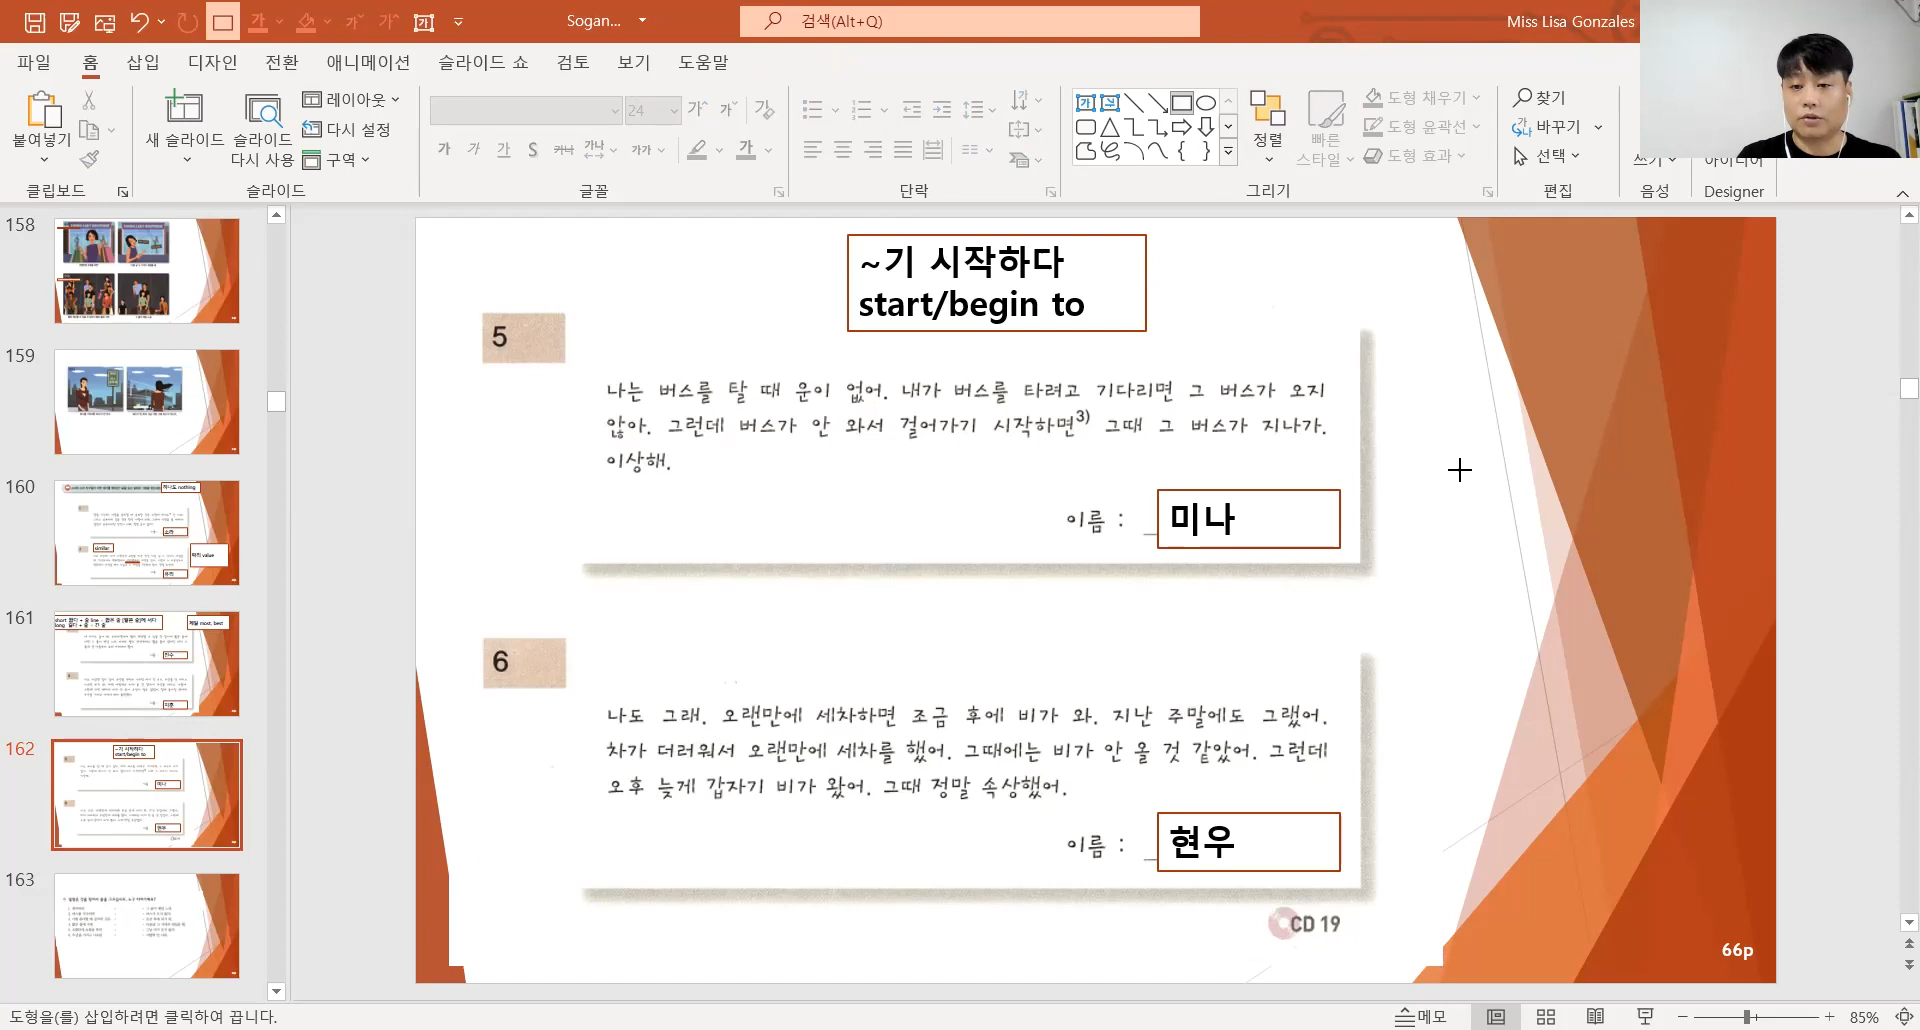 Sogan...
검색(Alt+Q)
Miss Lisa Gonzales
파일 홈 삽입 디자인 전환 애니메이션 슬라이드 쇼 검토 보기 도움말
붙여넣기
클립보드
새 슬라이드
슬라이드 다시 사용
레이아웃
다시 설정
구역
슬라이드
24
글꼴
단락
정렬
빠른 스타일
도형 채우기
도형 윤곽선
도형 효과
그리기
찾기
바꾸기
선택
편집
음성
Designer
158
159
160
161
162
163
~기 시작하다
start/begin to
5
나는 버스를 탈 때 운이 없어. 내가 버스를 타려고 기다리면 그 버스가 오지
않아. 그런데 버스가 안 와서 걸어가기 시작하면3) 그때 그 버스가 지나가.
이상해.
이름 : 미나
6
나도 그래. 오랜만에 세차하면 조금 후에 비가 와. 지난 주말에도 그랬어.
차가 더러워서 오랜만에 세차를 했어. 그때에는 비가 안 올 것 같았어. 그런데
오후 늦게 갑자기 비가 왔어. 그때 정말 속상했어.
이름 : 현우
CD 19
66p
도형을(를) 삽입하려면 클릭하여 끕니다.
메모
85%